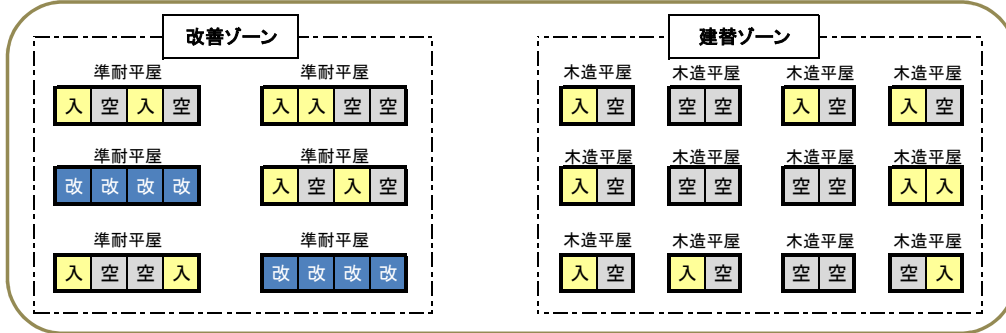 改善ゾーン 建替ゾーン
準耐平屋 準耐平屋 木造平屋 木造平屋 木造平屋 木造平屋
入 空 入 空 入 入 空 空 入 空 空 空 入 空 入 空
準耐平屋 準耐平屋 木造平屋 木造平屋 木造平屋 木造平屋
改 改 改 改 入 空 入 空 入 空 空 空 空 空 入 入
準耐平屋 準耐平屋 木造平屋 木造平屋 木造平屋 木造平屋
入 空 空 入 改 改 改 改 入 空 入 空 空 空 空 入